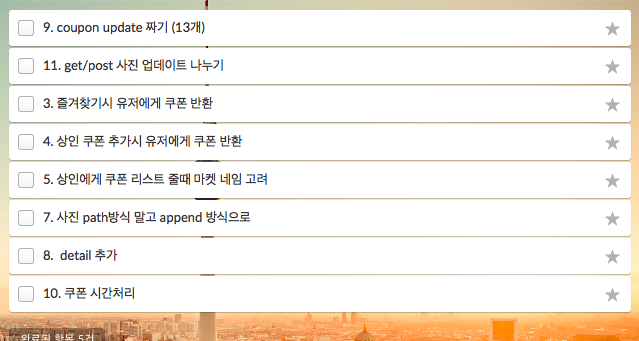 9. coupon update 짜기 (13개)
11. get/post 사진 업데이트 나누기
3. 즐겨찾기시 유저에게 쿠폰 반환
4. 상인 쿠폰 추가시 유저에게 쿠폰 반환
5. 상인에게 쿠폰 리스트 줄때 마켓 네임 고려
7. 사진 path방식 말고 append 방식으로
8. detail 추가
10. 쿠폰 시간처리
완료된 항목 5건